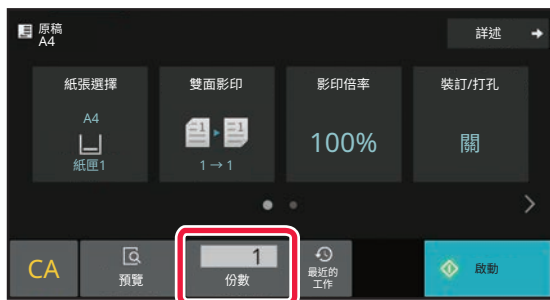 原稿
A4
詳述
紙張選擇
A4
紙匣1
雙面影印
1
1
1→1
影印倍率
100%
裝訂/打孔
關
CA
預覽
1
份數
最近的
工作
啟動